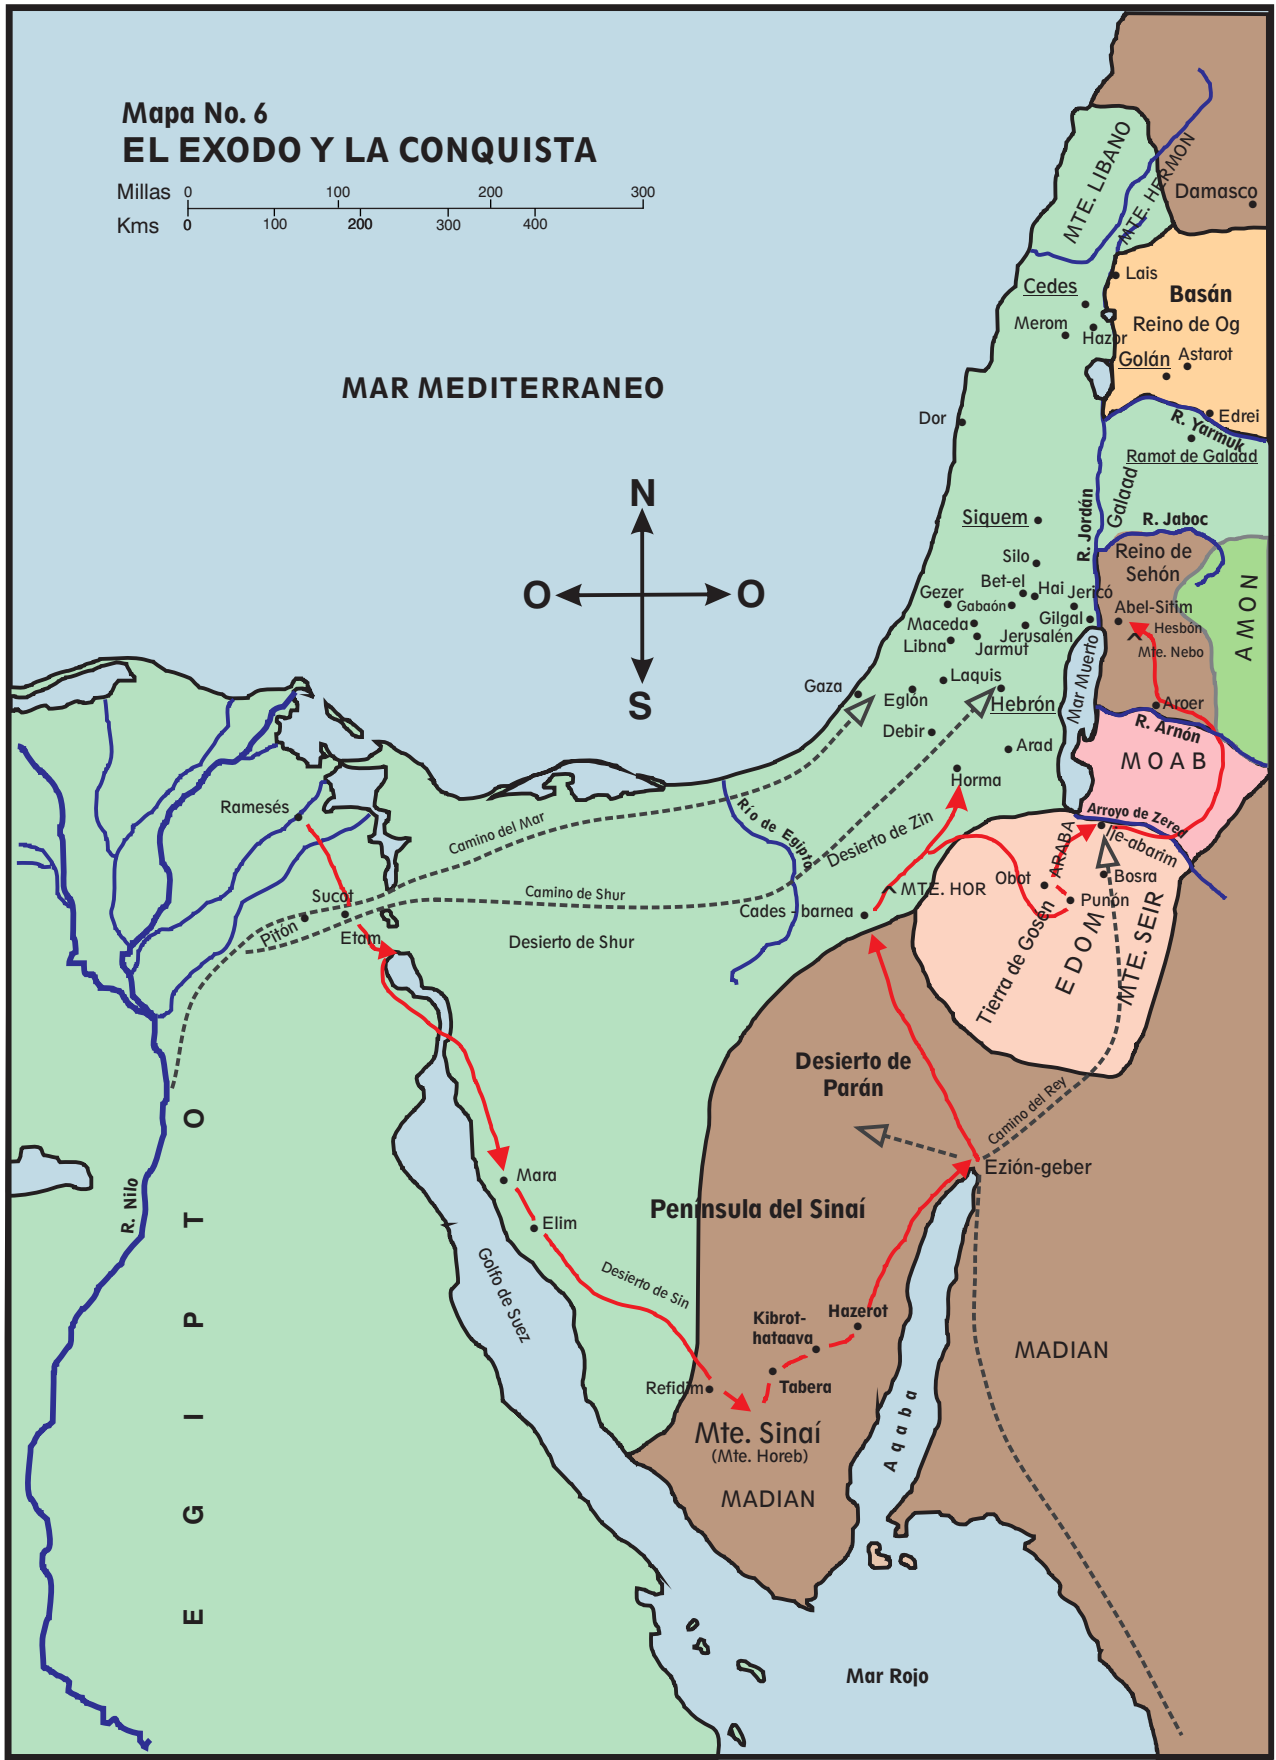 Mapa No. 6
EL EXODO Y LA CONQUISTA
Millas 0 100 200 300
Kms 0 100 200 300 400
MTE. LIBANO
MTE. HERMON
Damasco
Lais
Cedes
Basán
Reino de Og
Merom
Hazor
Golán
Astarot
MAR MEDITERRANEO
Dor
Edrei
R. Yarmuk
Ramot de Galaad
Galaad
N
O
O
S
Siquem
R. Jordán
R. Jaboc
Silo
Reino de
Sehón
AMON
Bet-el
Hai
Jericó
Gezer
Gabaón
Abel-Sitim
Maceda
Gilgal
Hesbón
Jerusalén
Libna
Jarmut
Mte. Nebo
Mar Muerto
Gaza
Laquis
Eglón
Hebrón
Aroer
Debir
R. Arnón
Arad
MOAB
Horma
Ramesés
Camino del Mar
Río de Egipto
Desierto de Zin
Arroyo de Zered
Ije-abarim
ARABA
Obot
Bosra
MTE. HOR
Punón
Sucot
Camino de Shur
Cades - barnea
Pitón
Etam
Desierto de Shur
Tierra de Gosen
EDOM
MTE. SEIR
Desierto de
Parán
Camino del Rey
Ezión-geber
EGIPTO
R. Nilo
Mara
Elim
Península del Sinaí
Golfo de Suez
Desierto de Sin
Kibrot-
hataava
Hazerot
MADIAN
Refidim
Tabera
Aqaba
Mte. Sinaí
(Mte. Horeb)
MADIAN
Mar Rojo